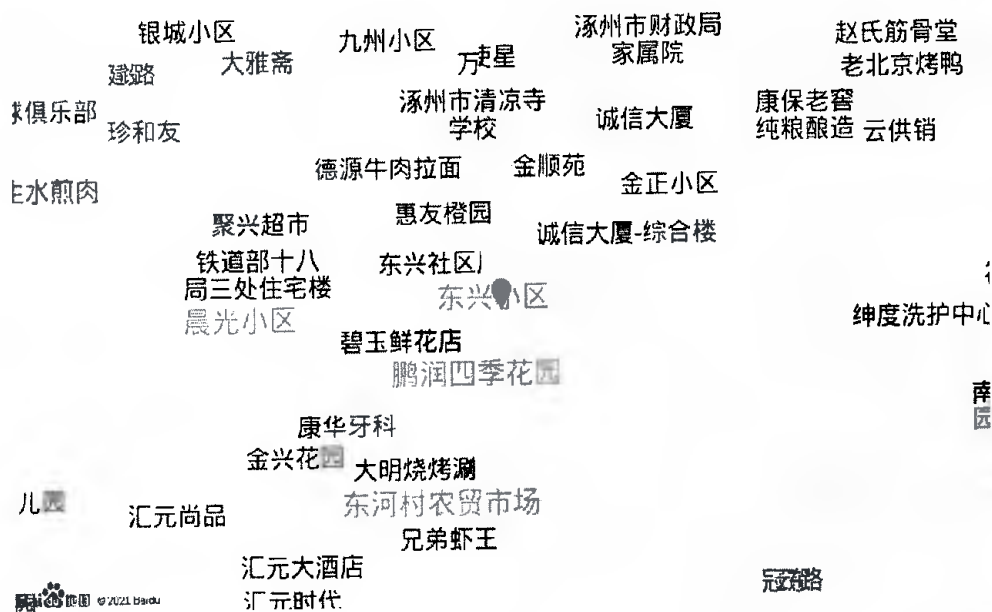 银城小区
九州小区
涿州市财政局
家属院
赵氏筋骨堂
大雅斋
老北京烤鸭
俱乐部
珍和友
涿州市清凉寺
学校
诚信大厦
康保老窖
纯粮酿造
云供销
德源牛肉拉面
金顺苑
金正小区
水煎肉
聚兴超市
惠友橙园
诚信大厦-综合楼
铁道部十八
局三处住宅楼
东兴社区
东兴小区
晨光小区
绅度洗护中心
碧玉鲜花店
鹏润四季花园
南
园
康华牙科
金兴花园
大明烧烤涮
东河村农贸市场
儿园
汇元尚品
兄弟虾王
汇元大酒店
汇元时代
© 2021 Baidu